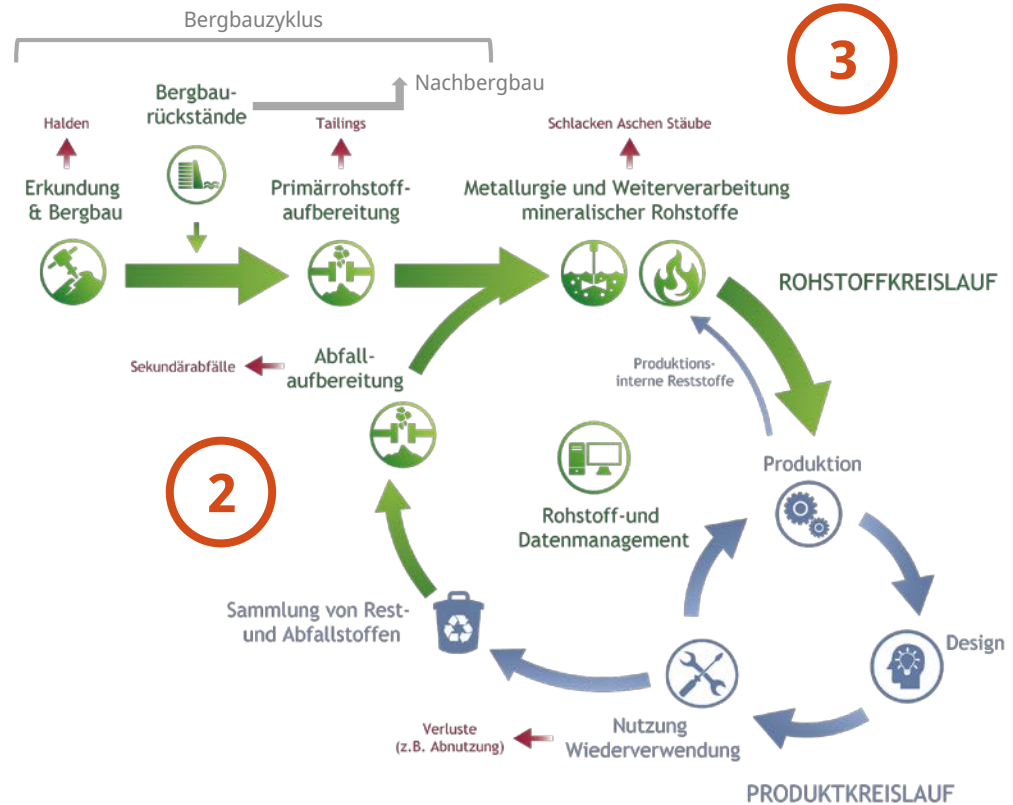 Bergbauzyklus
3
Nachbergbau
Bergbau-
rückstände
Halden
Tailings
Schlacken Aschen Stäube
Erkundung
& Bergbau
Primärrohstoff-
aufbereitung
Metallurgie und Weiterverarbeitung
mineralischer Rohstoffe
ROHSTOFFKREISLAUF
Sekundärabfälle
Abfall-
aufbereitung
Produktions-
interne Reststoffe
2
Produktion
Rohstoff-und
Datenmanagement
Sammlung von Rest-
und Abfallstoffen
Design
Verluste
(z.B. Abnutzung)
Nutzung
Wiederverwendung
PRODUKTKREISLAUF